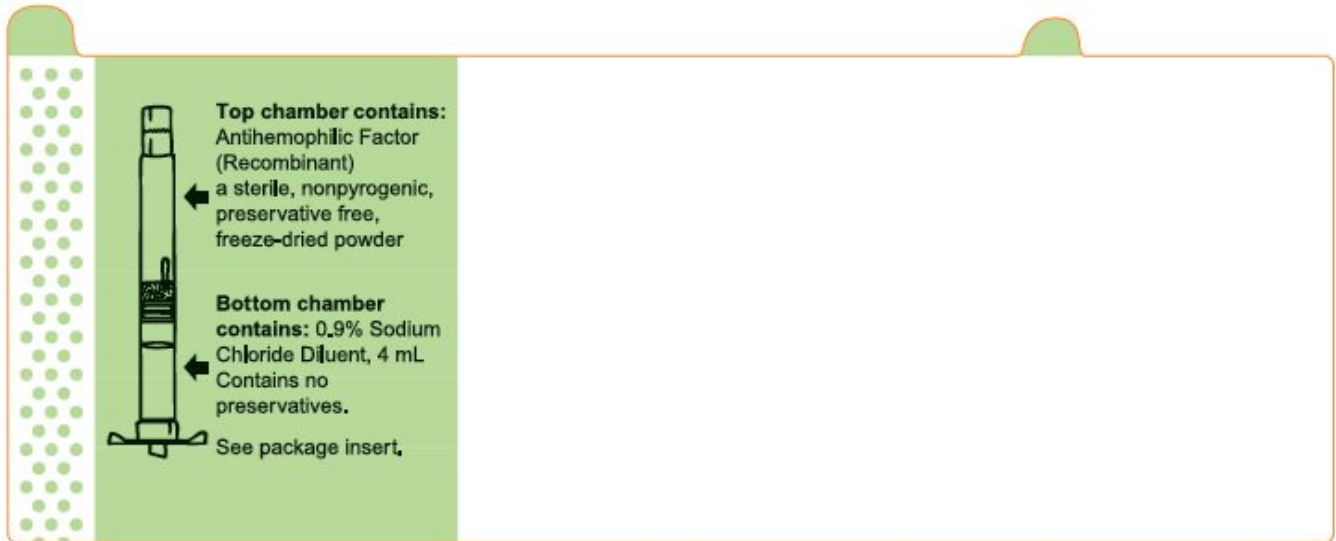 Top chamber contains:
Antihemophilic Factor
(Recombinant)
a sterile, nonpyrogenic,
preservative free,
freeze-dried powder
Bottom chamber
contains: 0.9% Sodium
Chloride Diluent, 4 mL
Contains no
preservatives.
See package insert.